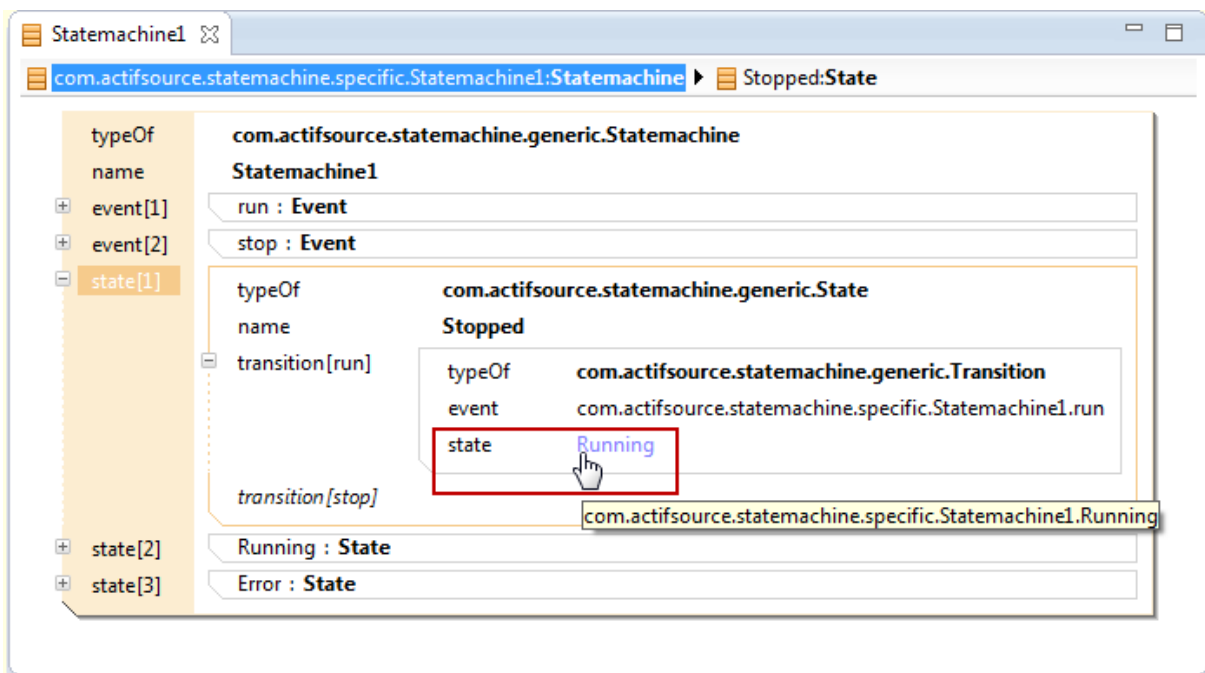 Statemachine1
com.actifsource.statemachine.specific.Statemachine1:Statemachine Stopped:State
typeOf com.actifsource.statemachine.generic.Statemachine
name Statemachine1
event[1] run : Event
event[2] stop : Event
state[1]
typeOf com.actifsource.statemachine.generic.State
name Stopped
transition[run]
typeOf com.actifsource.statemachine.generic.Transition
event com.actifsource.statemachine.specific.Statemachine1.run
state Running
transition[stop]
com.actifsource.statemachine.specific.Statemachine1.Running
state[2] Running : State
state[3] Error : State